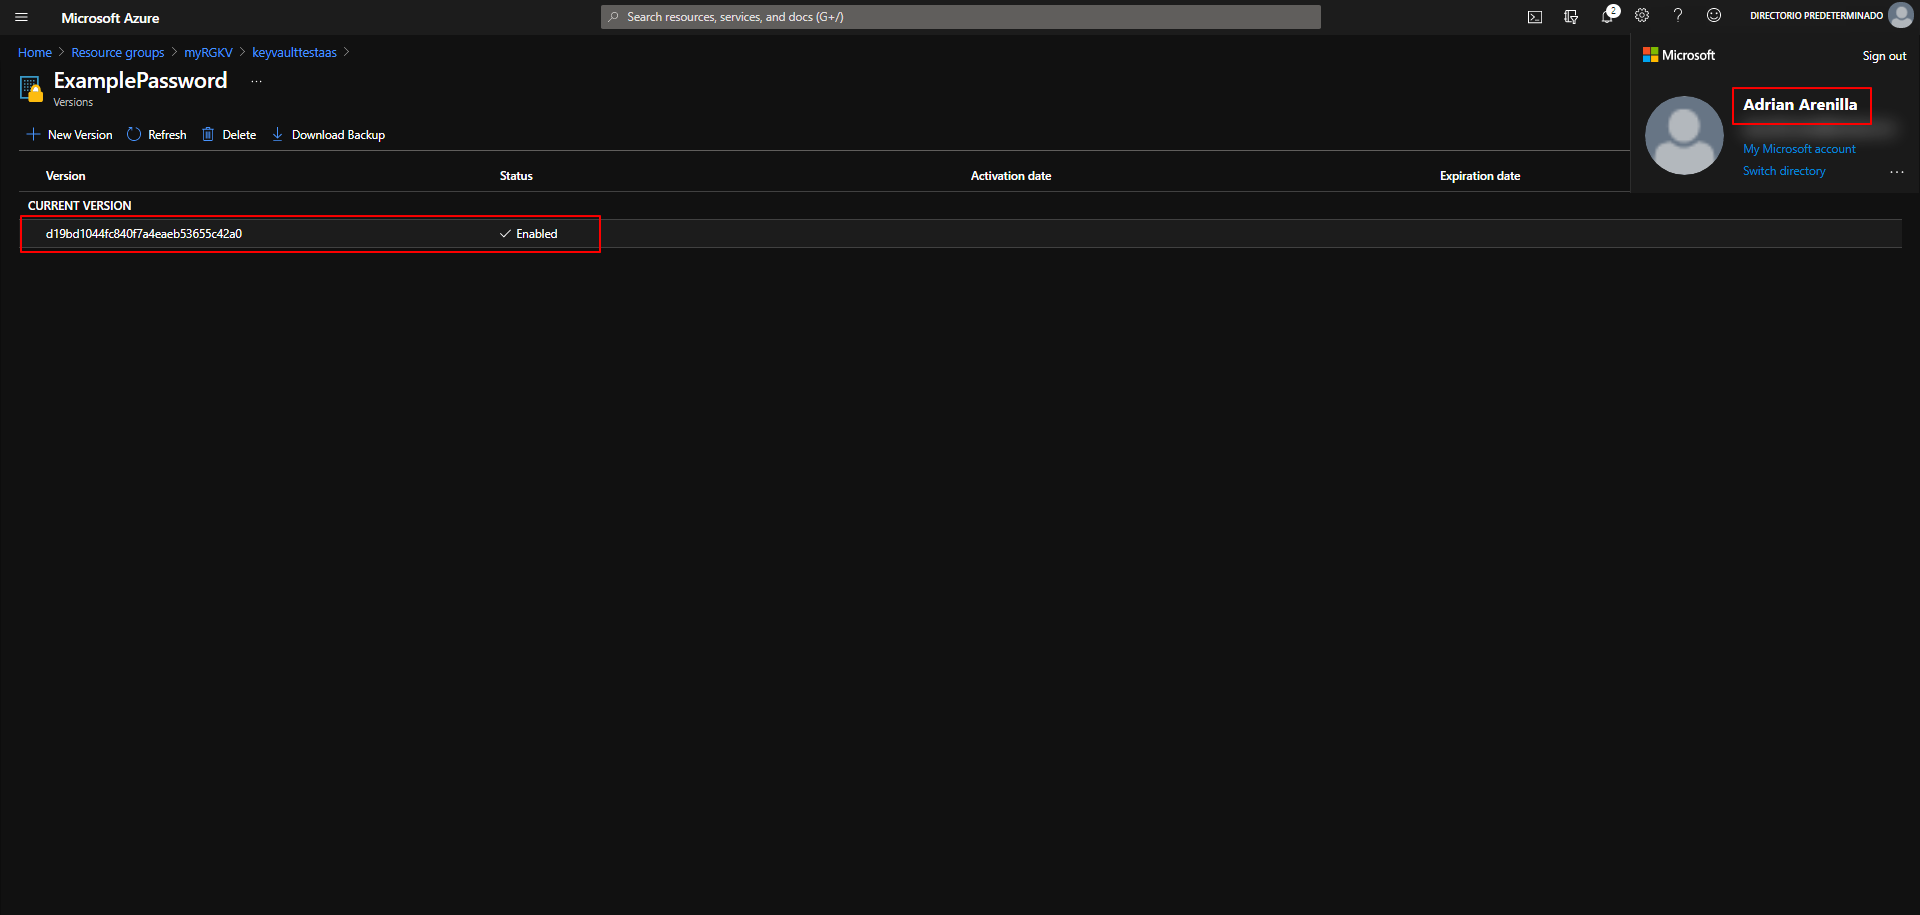 Microsoft Azure
Search resources, services, and docs (G+/)
2
DIRECTORIO PREDETERMINADO
Home > Resource groups > myRGKV > keyvaulttestaas >
ExamplePassword ...
Versions
New Version Refresh Delete Download Backup
Version Status Activation date Expiration date
CURRENT VERSION
d19bd1044fc840f7a4eaeb53655c42a0 Enabled
Microsoft
Sign out
Adrian Arenilla
My Microsoft account
Switch directory
...